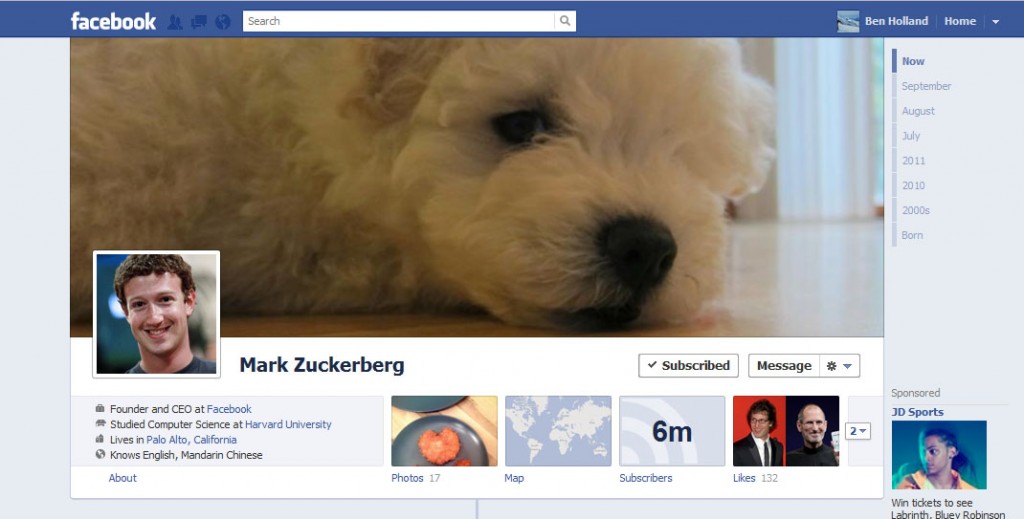 facebook
Search
Ben Holland
Home
Now
September
August
July
2011
2010
2000s
Born
Mark Zuckerberg
Subscribed
Message
Founder and CEO at Facebook
Studied Computer Science at Harvard University
Lives in Palo Alto, California
Knows English, Mandarin Chinese
About
Photos 17
Map
6m
Subscribers
Likes 132
2
Sponsored
JD Sports
Win tickets to see
Labrinth, Bluey Robinson